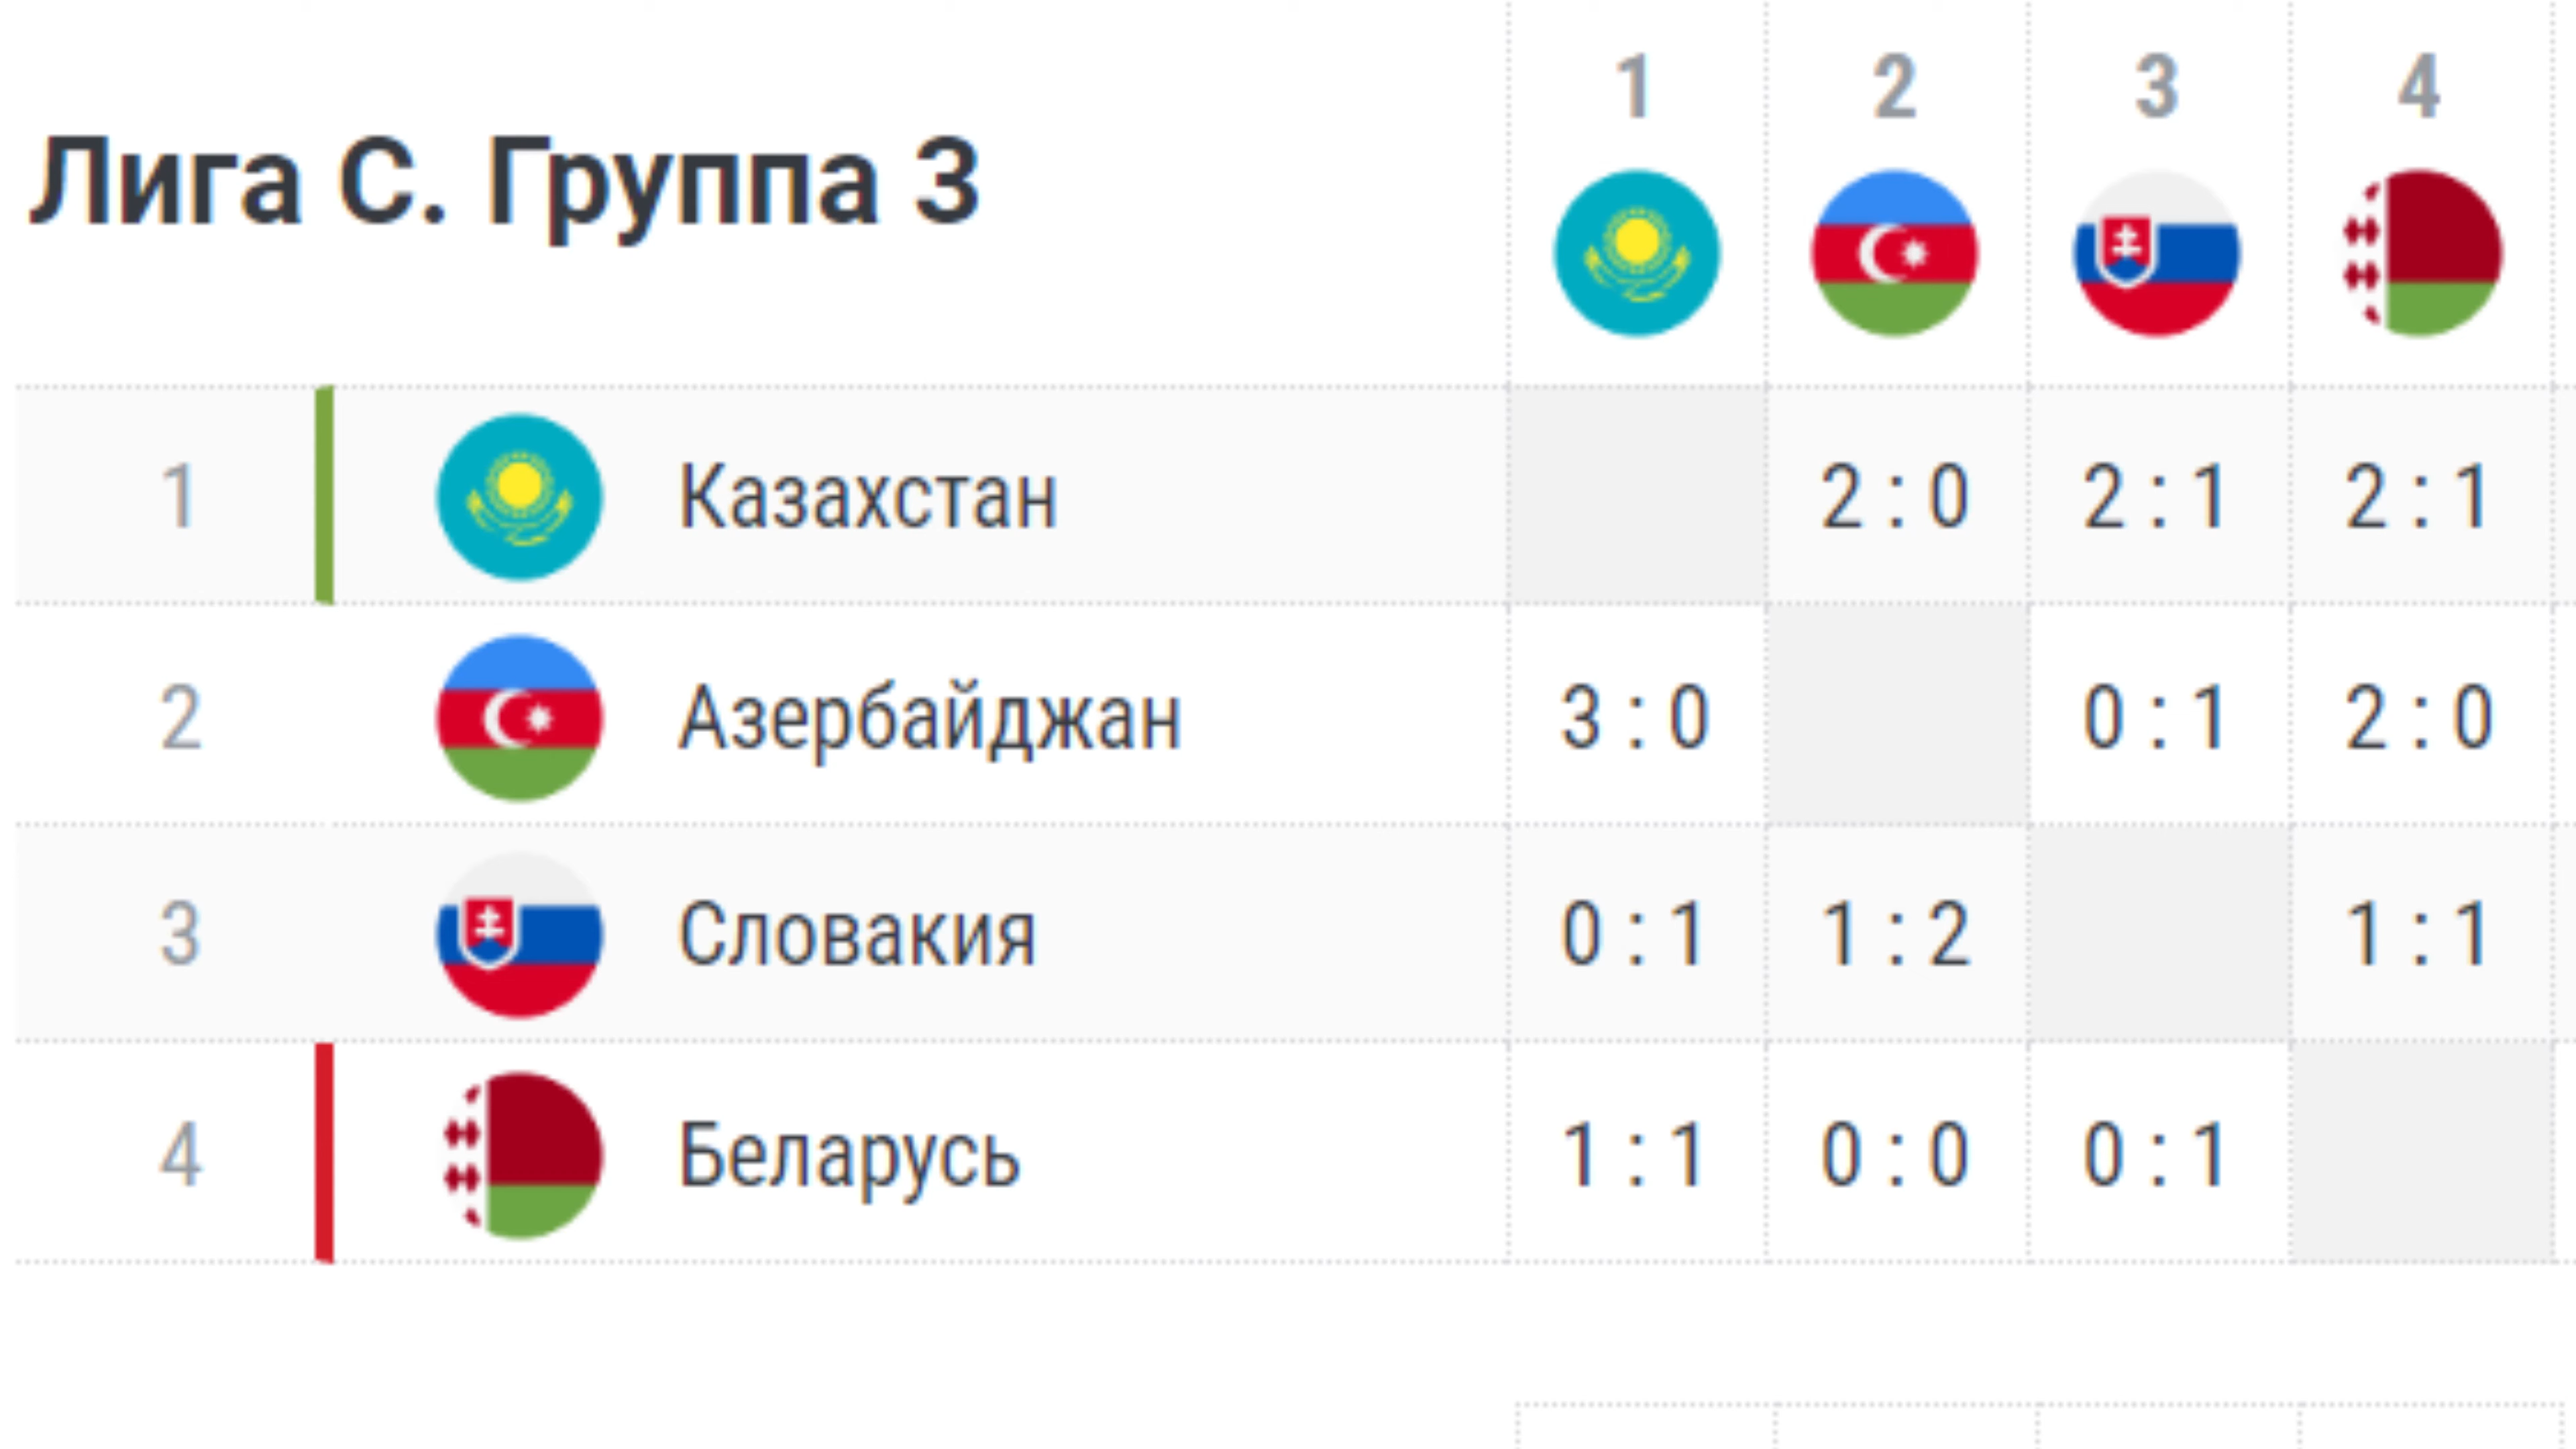 1 2 3 4
Лига С. Группа 3
1 Казахстан 2 : 0 2 : 1 2 : 1
2 Азербайджан 3 : 0 0 : 1 2 : 0
3 Словакия 0 : 1 1 : 2 1 : 1
4 Беларусь 1 : 1 0 : 0 0 : 1